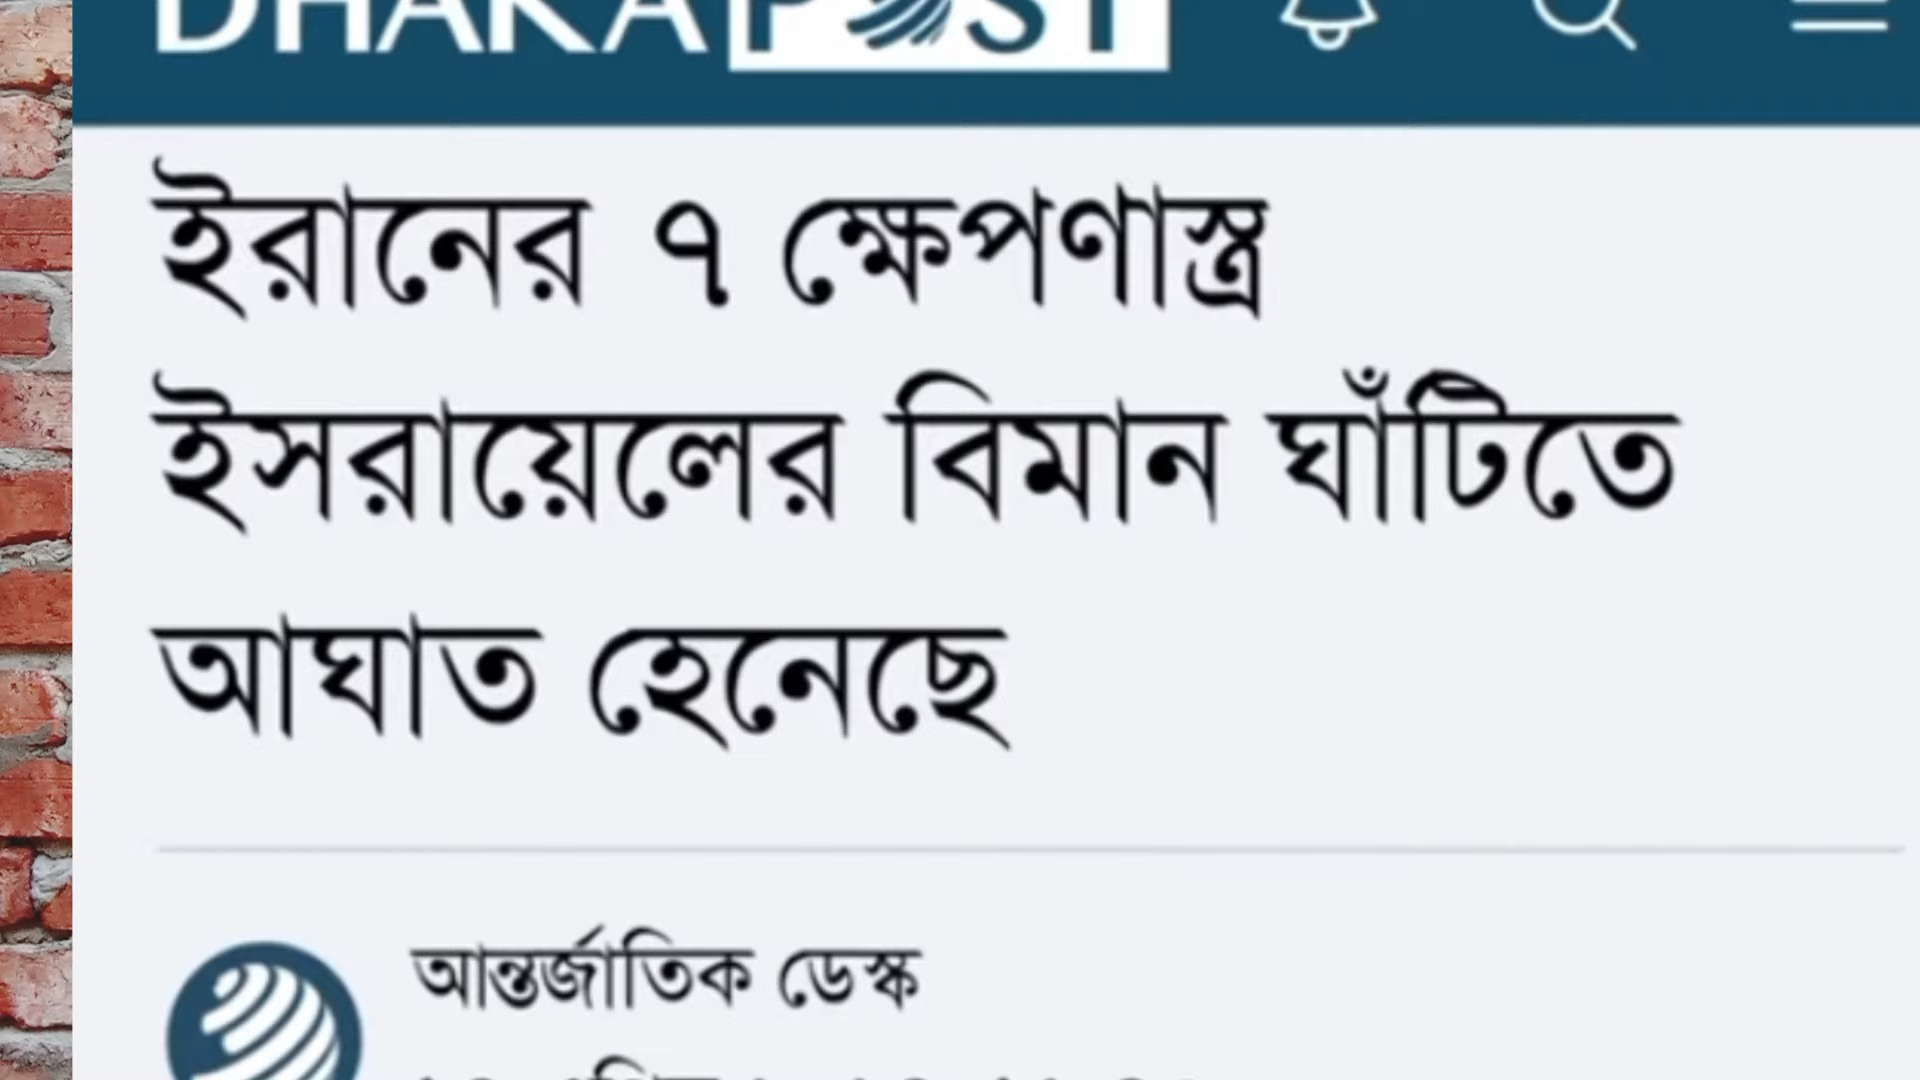 DHAKA POST
ইরানের ৭ ক্ষেপণাস্ত্র
ইসরায়েলের বিমান ঘাঁটিতে
আঘাত হেনেছে
আন্তর্জাতিক ডেস্ক